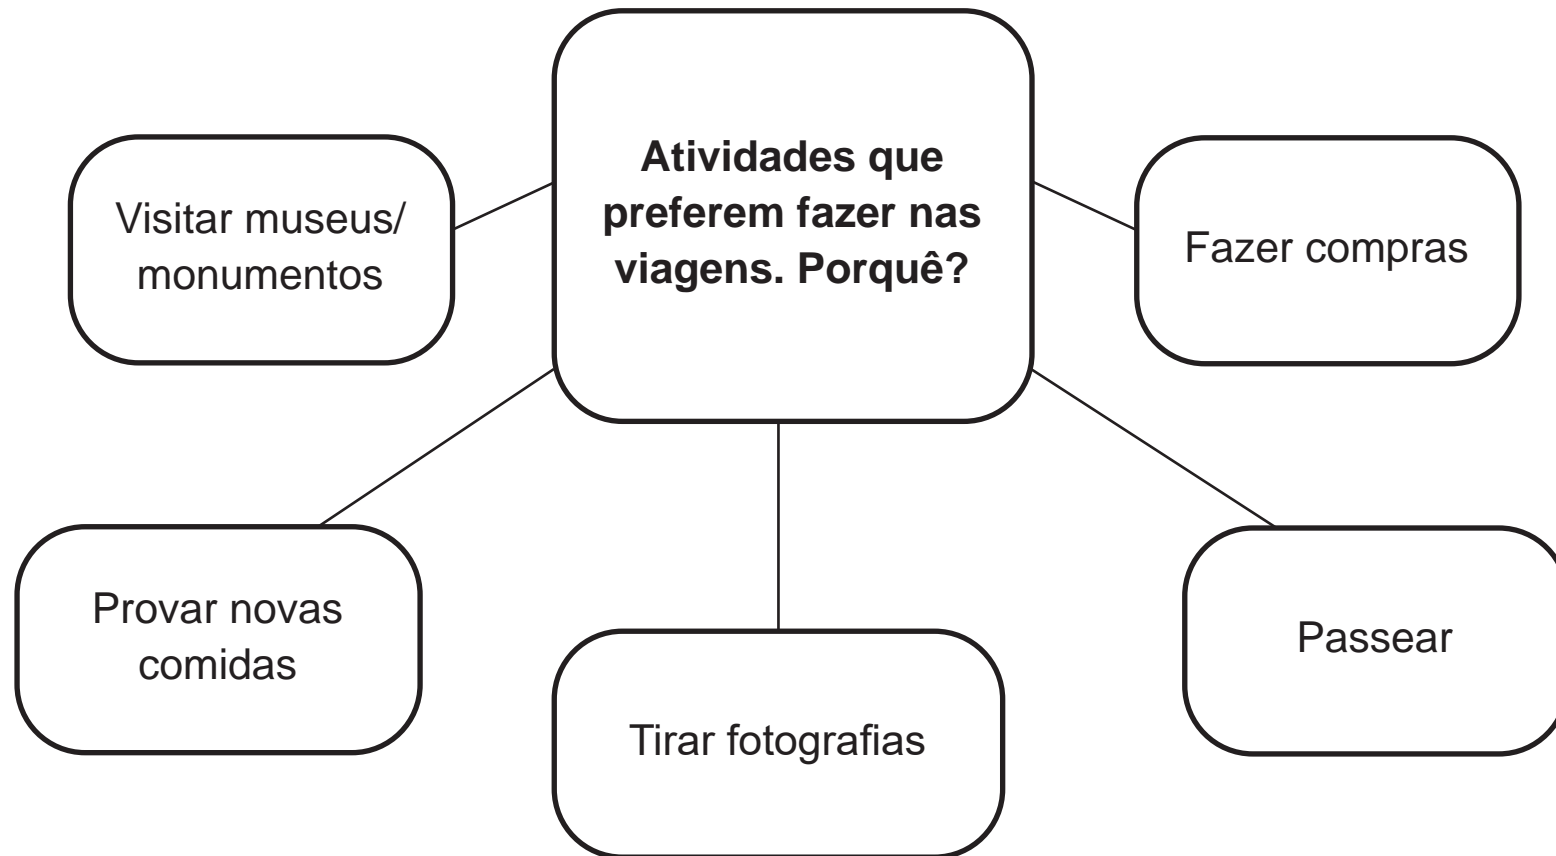 Atividades que
preferem fazer nas
viagens. Porquê?
Visitar museus/
monumentos
Fazer compras
Provar novas
comidas
Tirar fotografias
Passear